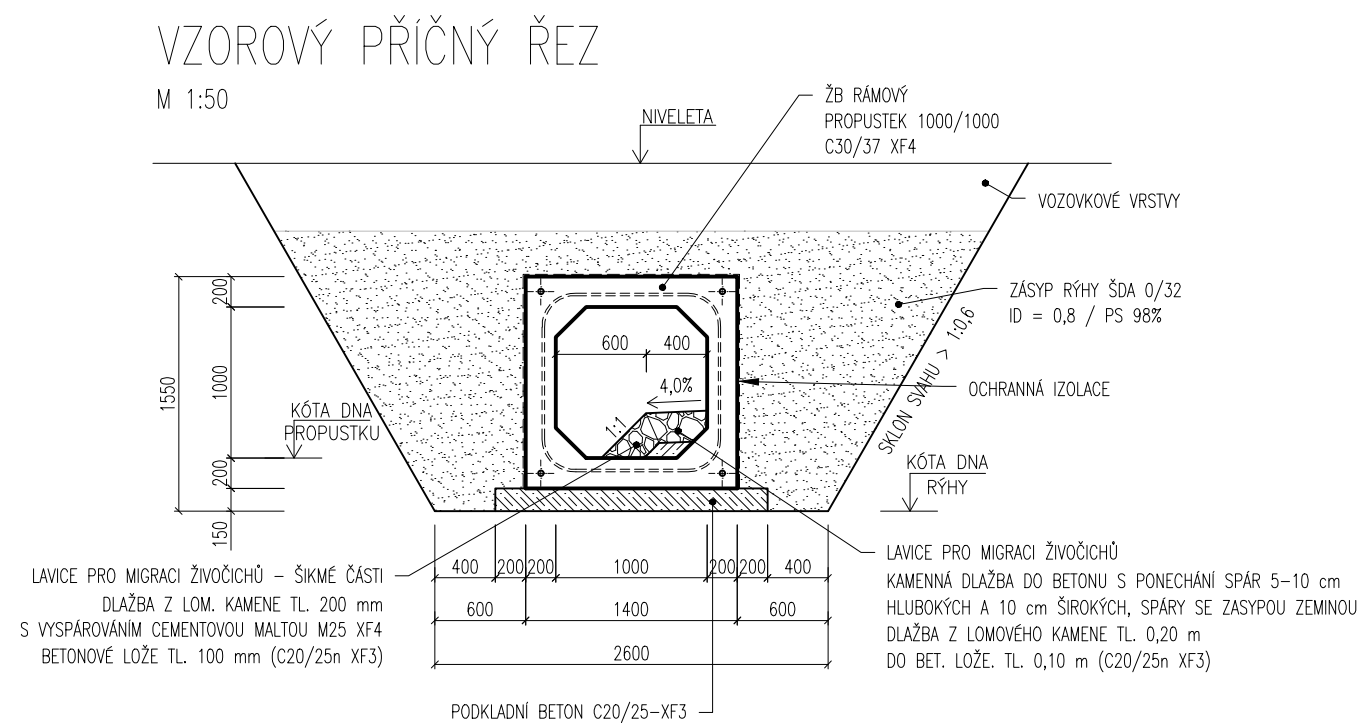 VZOROVÝ PŘÍČNÝ ŘEZ
M 1:50
NIVELETA
ŽB RÁMOVÝ
PROPUSTEK 1000/1000
C30/37 XF4
VOZOVKOVÉ VRSTVY
ZÁSYP RÝHY ŠDA 0/32
ID = 0,8 / PS 98%
SKLON SVAHU > 1:0,6
OCHRANNÁ IZOLACE
1550
200
1000
200
150
600
400
4,0%
1:1
KÓTA DNA
PROPUSTKU
KÓTA DNA
RÝHY
400
200
200
1000
200
200
400
600
1400
600
2600
LAVICE PRO MIGRACI ŽIVOČICHŮ – ŠIKMÉ ČÁSTI
DLAŽBA Z LOM. KAMENE TL. 200 mm
S VYSPÁROVÁNÍM CEMENTOVOU MALTOU M25 XF4
BETONOVÉ LOŽE TL. 100 mm (C20/25n XF3)
LAVICE PRO MIGRACI ŽIVOČICHŮ
KAMENNÁ DLAŽBA DO BETONU S PONECHÁNÍ SPÁR 5–10 cm
HLUBOKÝCH A 10 cm ŠIROKÝCH, SPÁRY SE ZASYPOU ZEMINOU
DLAŽBA Z LOMOVÉHO KAMENE TL. 0,20 m
DO BET. LOŽE. TL. 0,10 m (C20/25n XF3)
PODKLADNÍ BETON C20/25–XF3